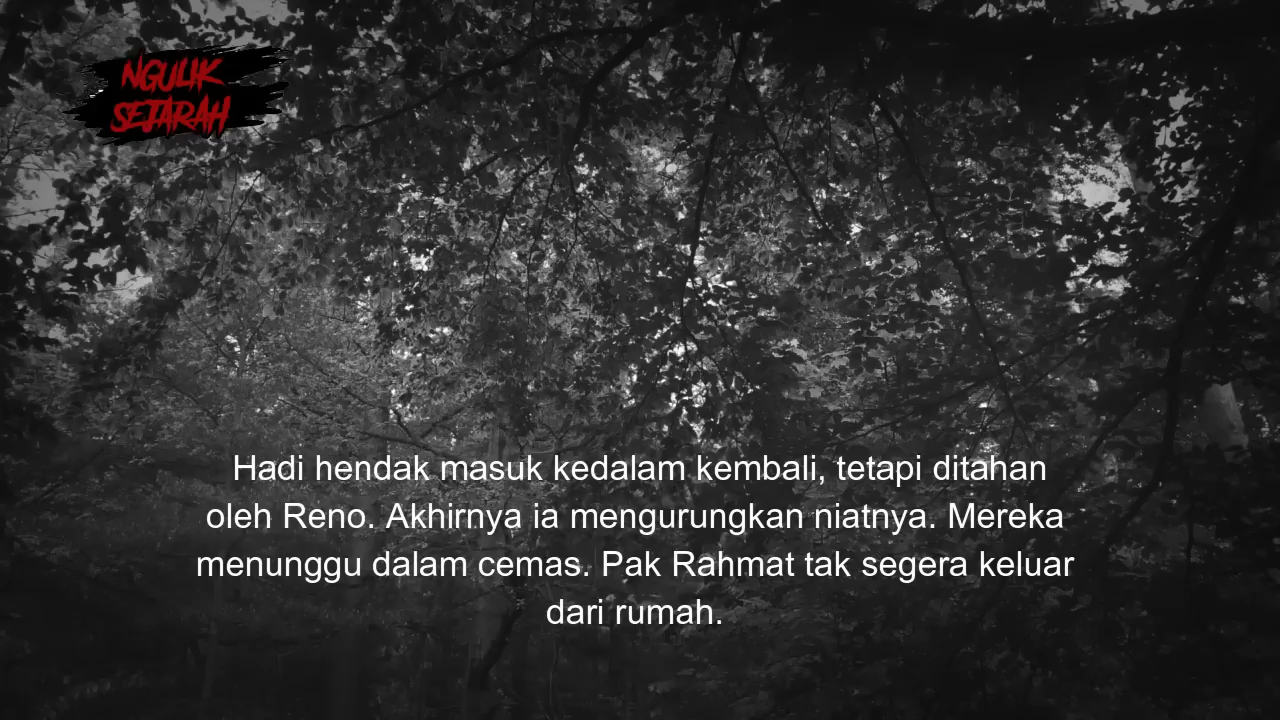 NGULIK
SEJARAH
Hadi hendak masuk kedalam kembali, tetapi ditahan
oleh Reno. Akhirnya ia mengurungkan niatnya. Mereka
menunggu dalam cemas. Pak Rahmat tak segera keluar
dari rumah.